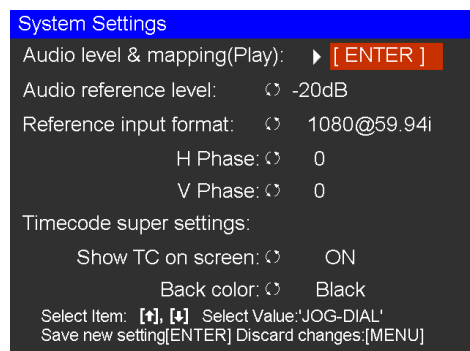 System Settings
Audio level & mapping(Play): [ ENTER ]
Audio reference level: -20dB
Reference input format: 1080@59.94i
H Phase: 0
V Phase: 0
Timecode super settings:
Show TC on screen: ON
Back color: Black
Select Item: [↑], [↓] Select Value:'JOG-DIAL'
Save new setting[ENTER] Discard changes:[MENU]